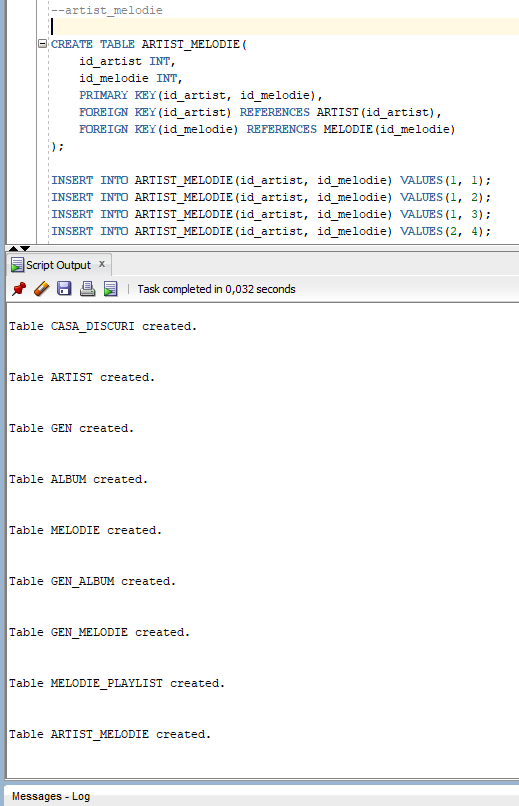 --artist_melodie
CREATE TABLE ARTIST_MELODIE(
id_artist INT,
id_melodie INT,
PRIMARY KEY(id_artist, id_melodie),
FOREIGN KEY(id_artist) REFERENCES ARTIST(id_artist),
FOREIGN KEY(id_melodie) REFERENCES MELODIE(id_melodie)
);
INSERT INTO ARTIST_MELODIE(id_artist, id_melodie) VALUES(1, 1);
INSERT INTO ARTIST_MELODIE(id_artist, id_melodie) VALUES(1, 2);
INSERT INTO ARTIST_MELODIE(id_artist, id_melodie) VALUES(1, 3);
INSERT INTO ARTIST_MELODIE(id_artist, id_melodie) VALUES(2, 4);
Script Output x
Task completed in 0,032 seconds
Table CASA_DISCURI created.
Table ARTIST created.
Table GEN created.
Table ALBUM created.
Table MELODIE created.
Table GEN_ALBUM created.
Table GEN_MELODIE created.
Table MELODIE_PLAYLIST created.
Table ARTIST_MELODIE created.
Messages - Log